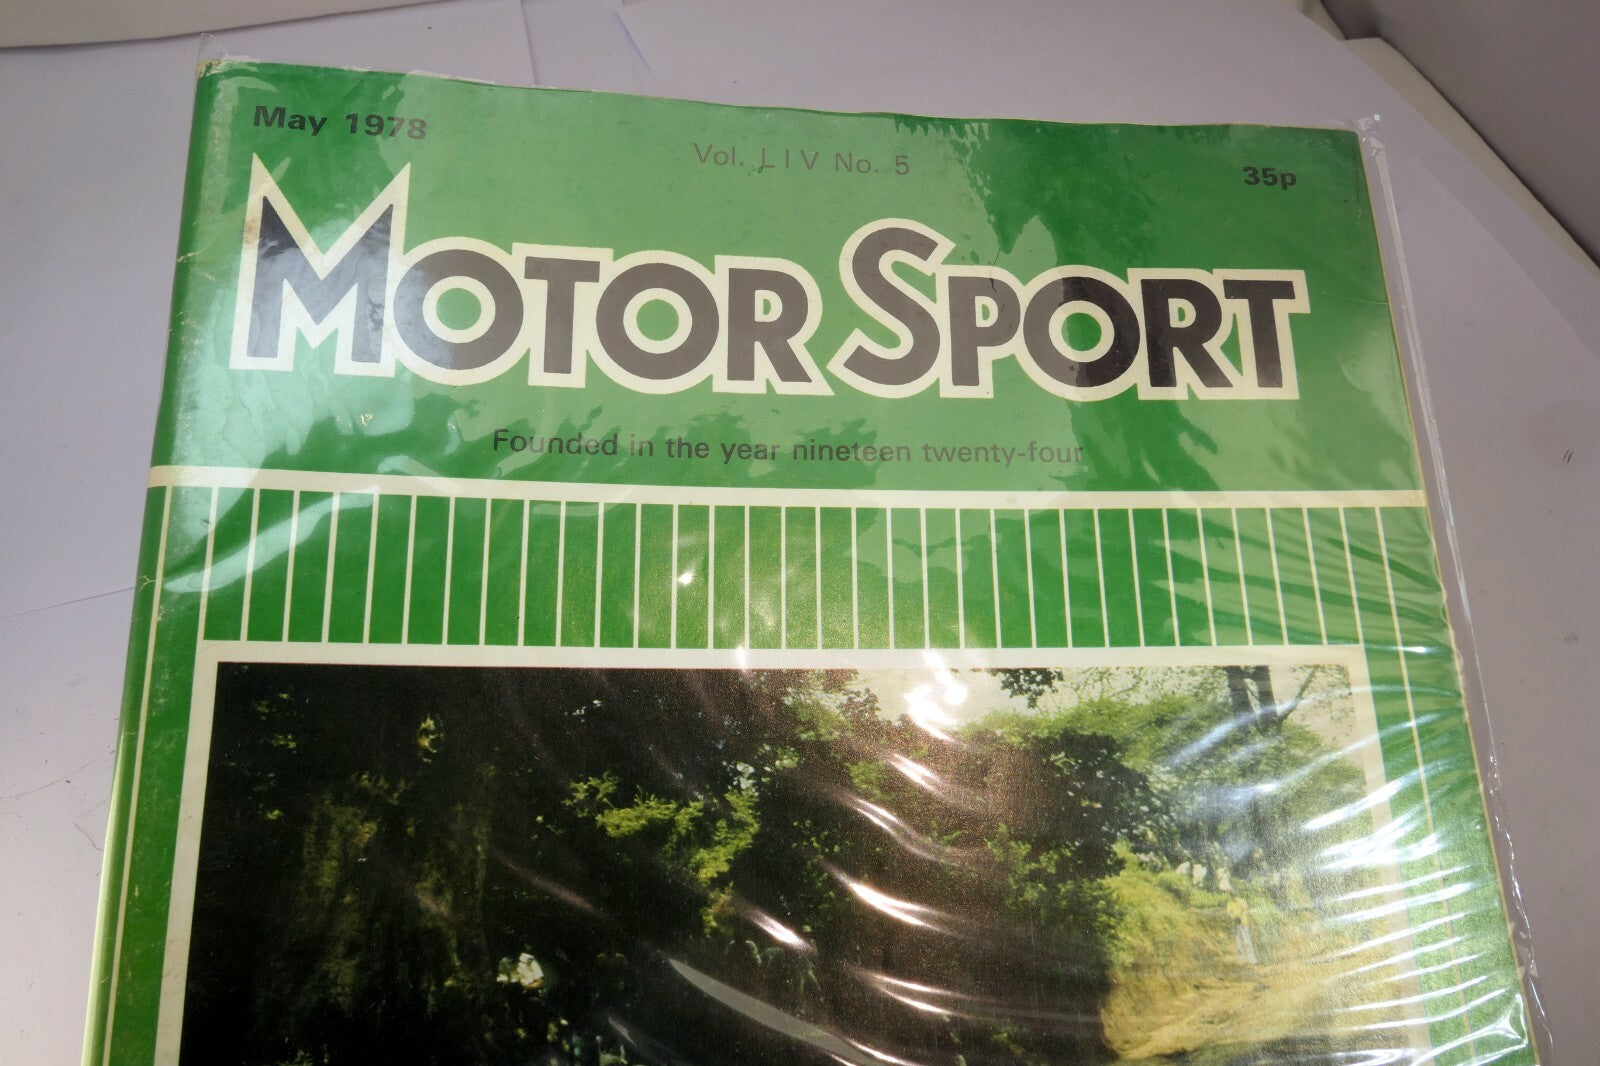 May 1978
Vol. LIV No. 5
35p
MOTOR SPORT
Founded in the year nineteen twenty-four